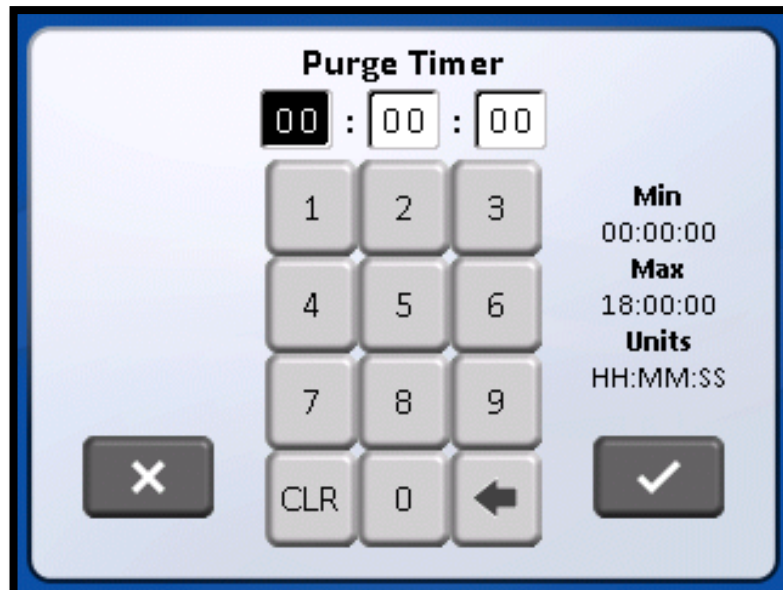 Purge Timer
00 : 00 : 00
1 2 3
4 5 6
7 8 9
CLR 0
Min
00:00:00
Max
18:00:00
Units
HH:MM:SS